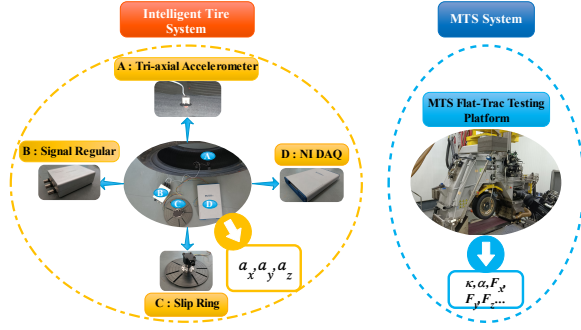 Intelligent Tire
System
MTS System
A : Tri-axial Accelerometer
MTS Flat-Trac Testing
Platform
B : Signal Regular
D : NI DAQ
A
B
C
D
a_x,a_y,a_z
κ,α,F_x,
F_y,F_z...
C : Slip Ring